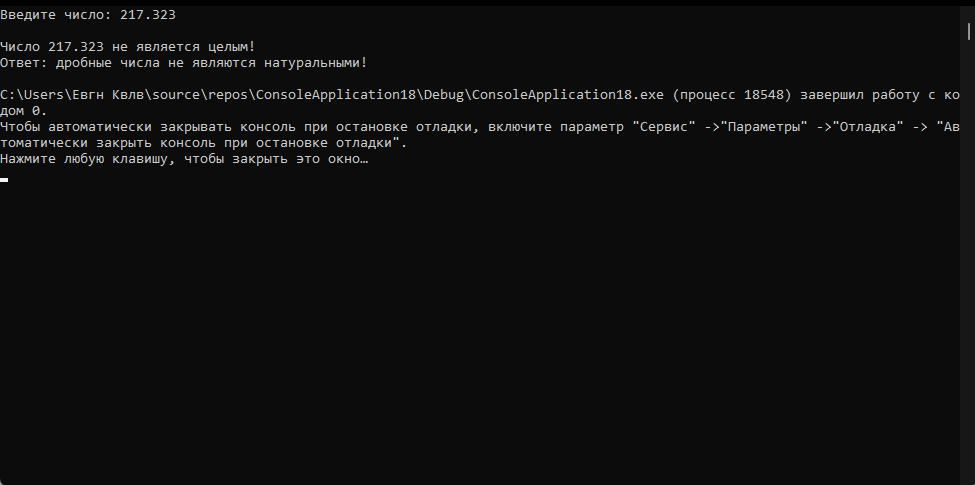 Введите число: 217.323
Число 217.323 не является целым!
Ответ: дробные числа не являются натуральными!
C:\Users\Евгн Квлв\source\repos\ConsoleApplication18\Debug\ConsoleApplication18.exe (процесс 18548) завершил работу с ко
дом 0.
Чтобы автоматически закрывать консоль при остановке отладки, включите параметр "Сервис" ->"Параметры" ->"Отладка" -> "Ав
томатически закрыть консоль при остановке отладки".
Нажмите любую клавишу, чтобы закрыть это окно…